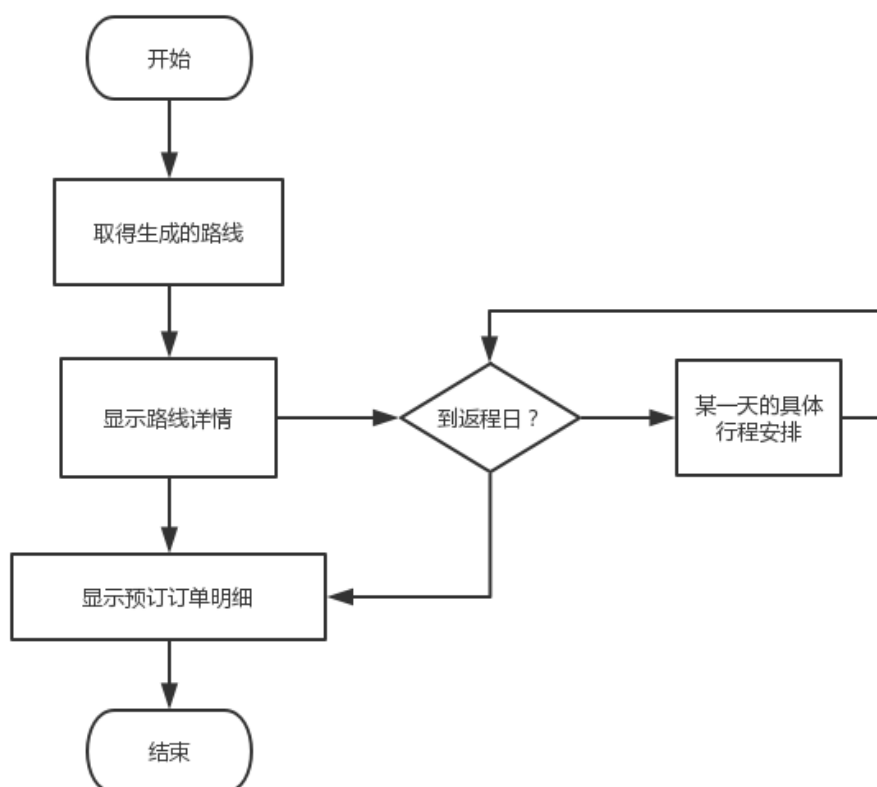 开始
取得生成的路线
显示路线详情
到返程日？
某一天的具体
行程安排
显示预订订单明细
结束